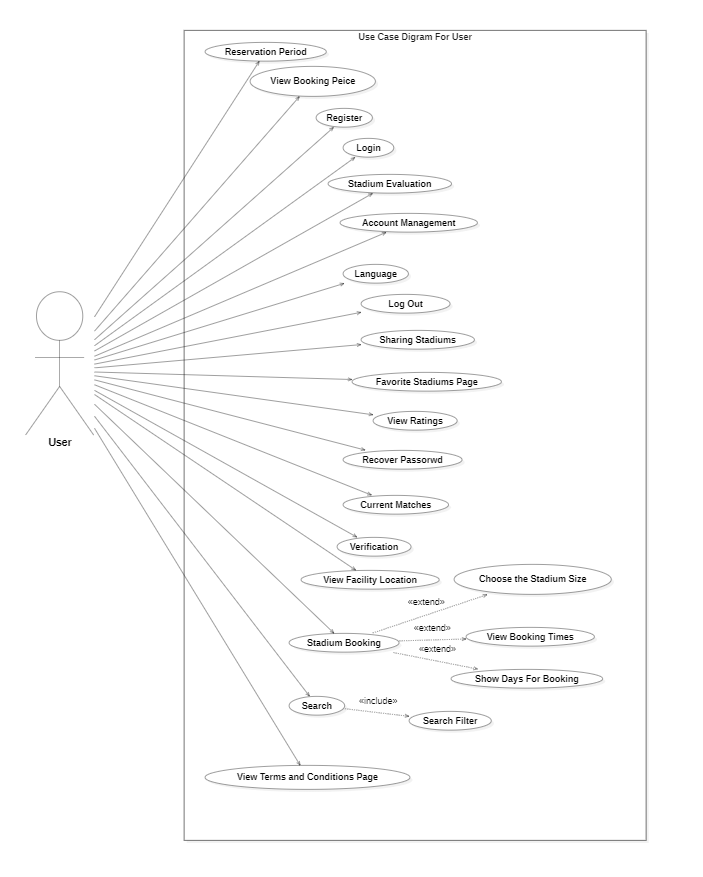 Use Case Digram For User
Reservation Period
View Booking Peice
Register
Login
Stadium Evaluation
Account Management
Language
Log Out
Sharing Stadiums
Favorite Stadiums Page
View Ratings
User
Recover Passorwd
Current Matches
Verification
View Facility Location
Choose the Stadium Size
«extend»
«extend»
View Booking Times
Stadium Booking
«extend»
Show Days For Booking
Search
«include»
Search Filter
View Terms and Conditions Page